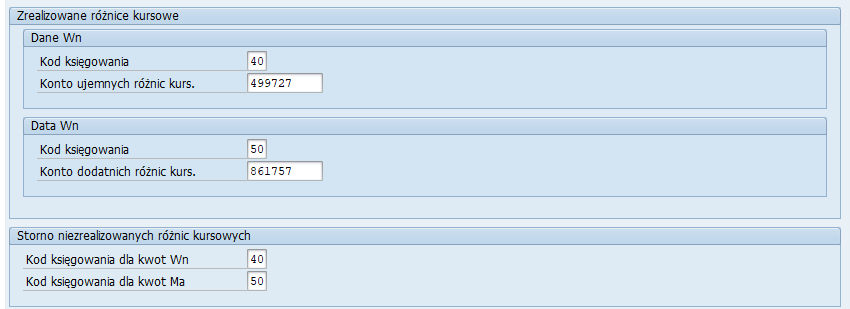 Zrealizowane różnice kursowe
Dane Wn
Kod księgowania 40
Konto ujemnych różnic kurs. 499727
Data Wn
Kod księgowania 50
Konto dodatnich różnic kurs. 861757
Storno niezrealizowanych różnic kursowych
Kod księgowania dla kwot Wn 40
Kod księgowania dla kwot Ma 50